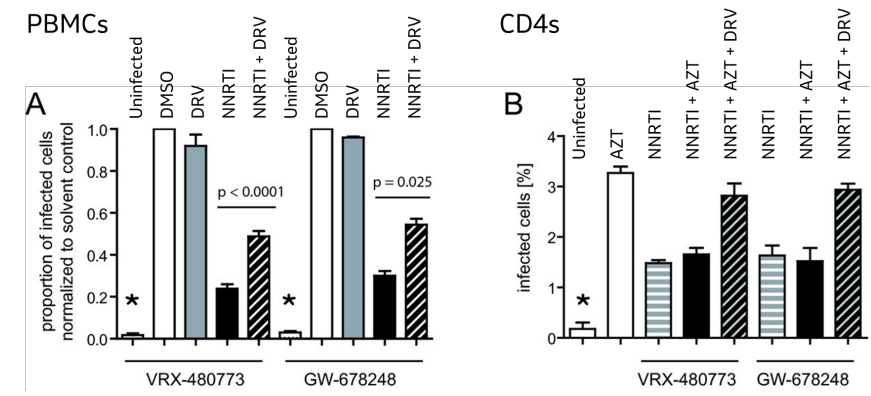 PBMCs
CD4s
A
Uninfected
DMSO
DRV
NNRTI
NNRTI + DRV
Uninfected
DMSO
DRV
NNRTI
NNRTI + DRV
proportion of infected cells
normalized to solvent control
1.0
0.8
0.6
0.4
0.2
0.0
p < 0.0001
p = 0.025
*
*
VRX-480773
GW-678248
B
Uninfected
AZT
NNRTI
NNRTI + AZT
NNRTI + AZT + DRV
NNRTI
NNRTI + AZT
NNRTI + AZT + DRV
infected cells [%]
4
3
2
1
0
*
VRX-480773
GW-678248